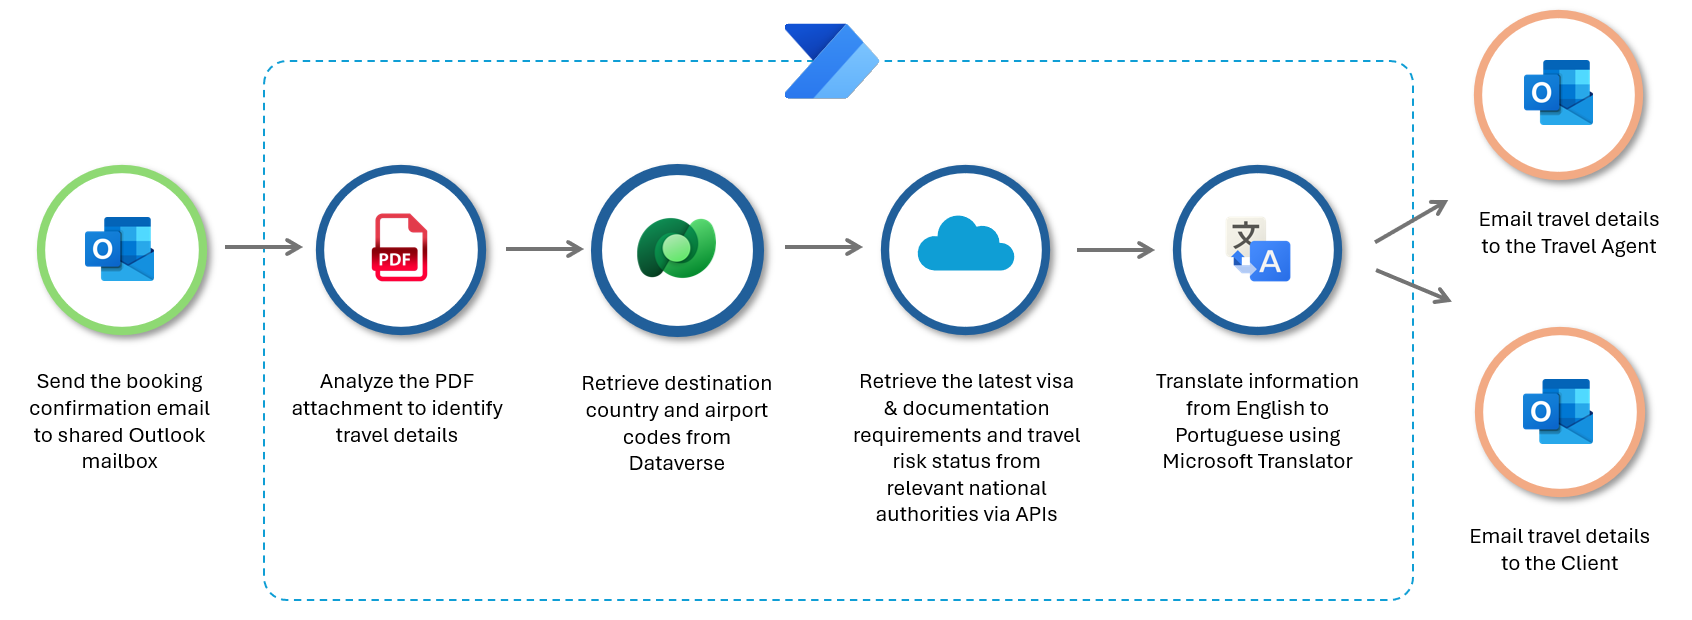 O
Send the booking
confirmation email
to shared Outlook
mailbox
PDF
Analyze the PDF
attachment to identify
travel details
Retrieve destination
country and airport
codes from
Dataverse
Retrieve the latest visa
& documentation
requirements and travel
risk status from
relevant national
authorities via APIs
文
A
Translate information
from English to
Portuguese using
Microsoft Translator
O
Email travel details
to the Travel Agent
O
Email travel details
to the Client